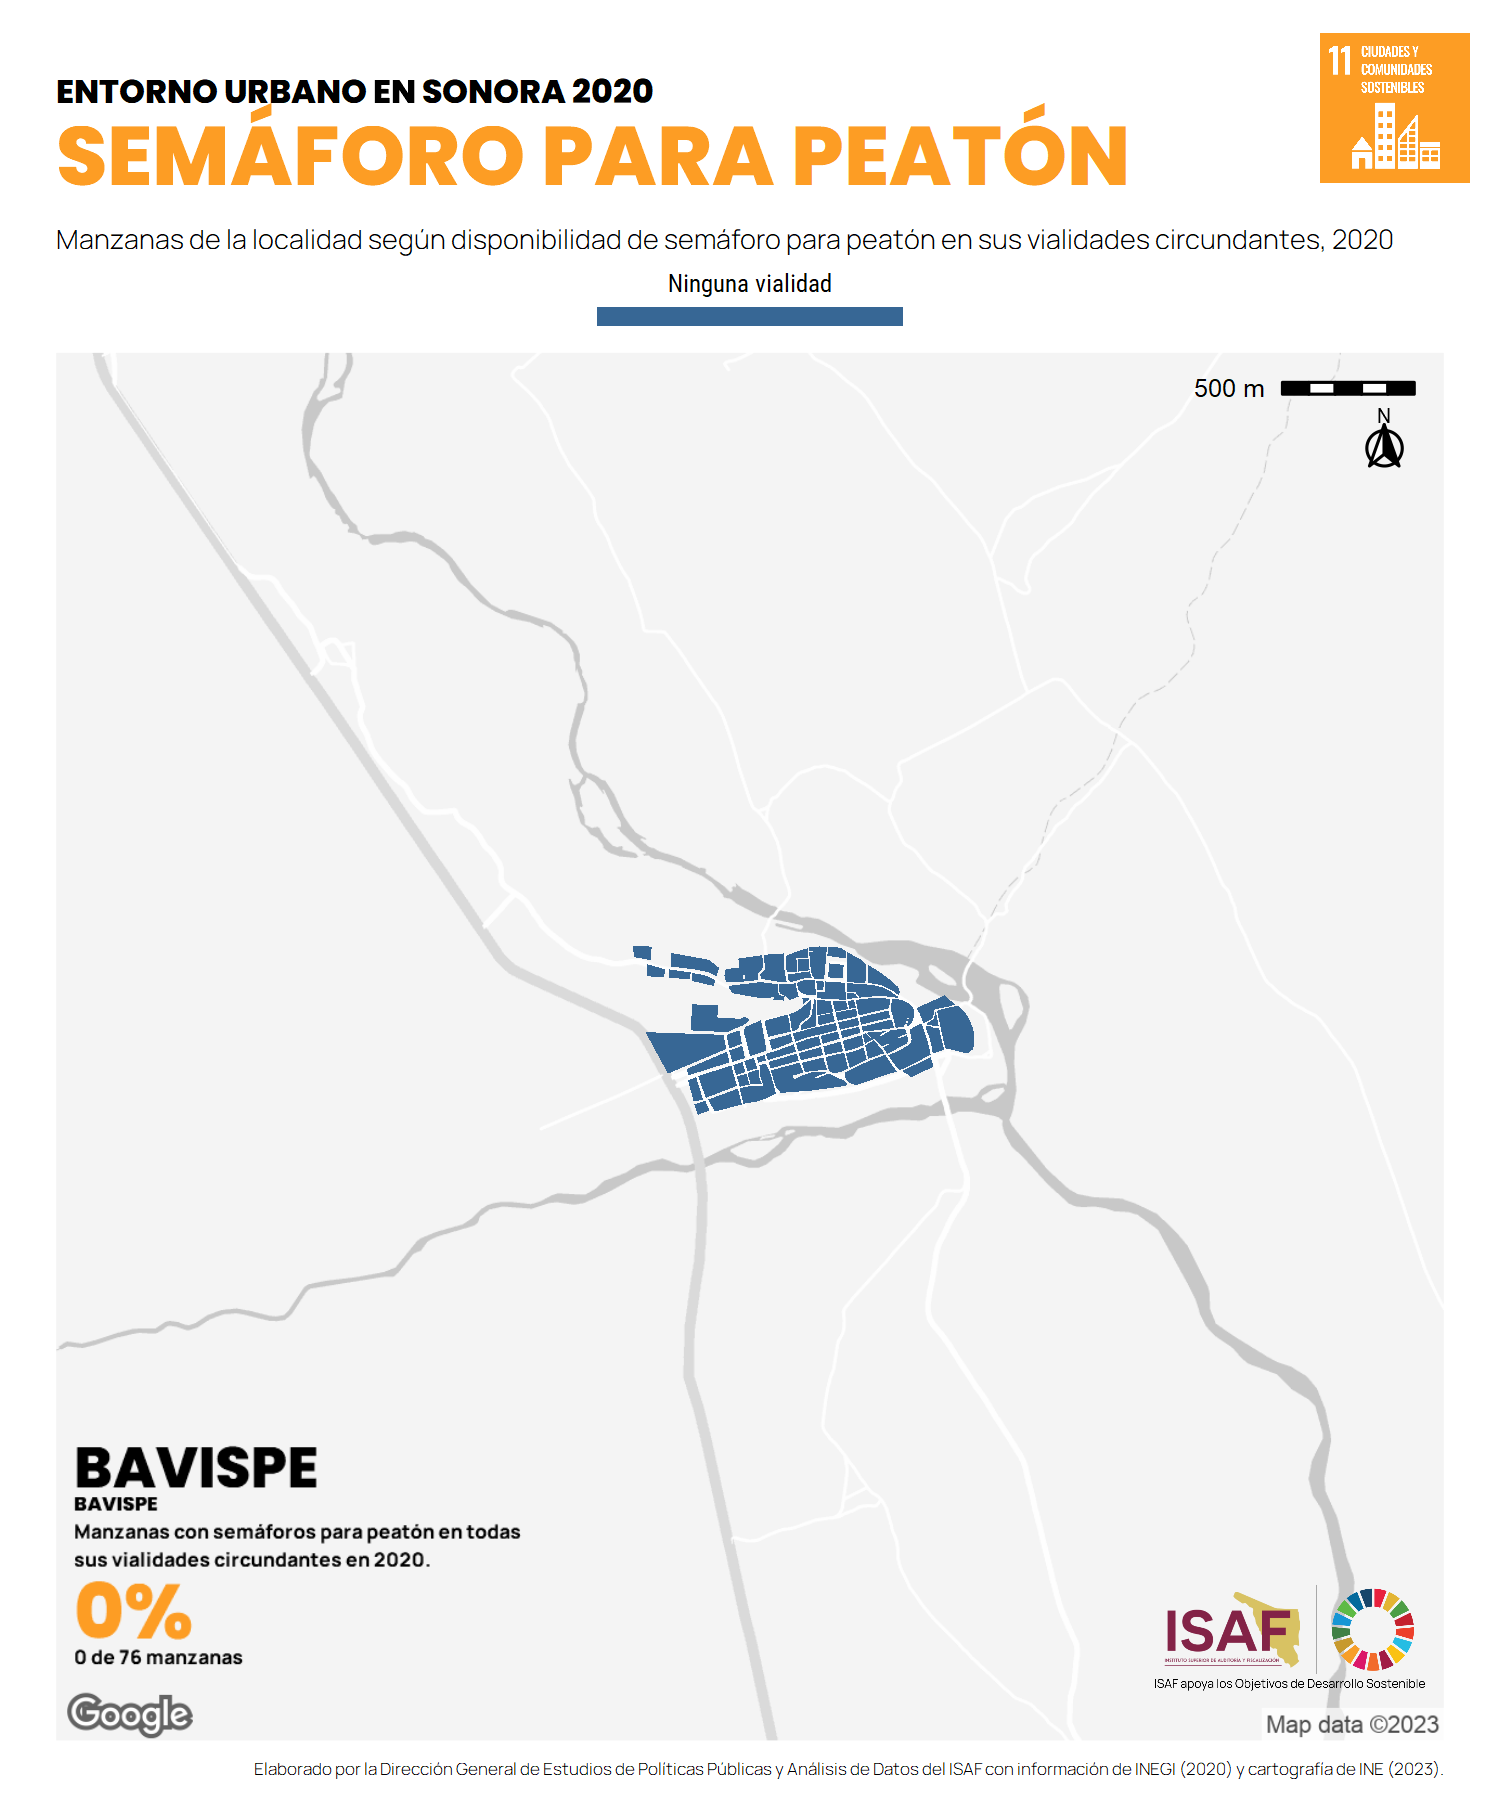 ENTORNO URBANO EN SONORA 2020
SEMÁFORO PARA PEATÓN
11 CIUDADES Y
COMUNIDADES
SOSTENIBLES
Manzanas de la localidad según disponibilidad de semáforo para peatón en sus vialidades circundantes, 2020
Ninguna vialidad
500 m
N
BAVISPE
BAVISPE
Manzanas con semáforos para peatón en todas
sus vialidades circundantes en 2020.
0%
0 de 76 manzanas
Google
ISAF
INSTITUTO SUPERIOR DE AUDITORÍA Y FISCALIZACIÓN
ISAF apoya los Objetivos de Desarrollo Sostenible
Map data ©2023
Elaborado por la Dirección General de Estudios de Políticas Públicas y Análisis de Datos del ISAF con información de INEGI (2020) y cartografía de INE (2023).